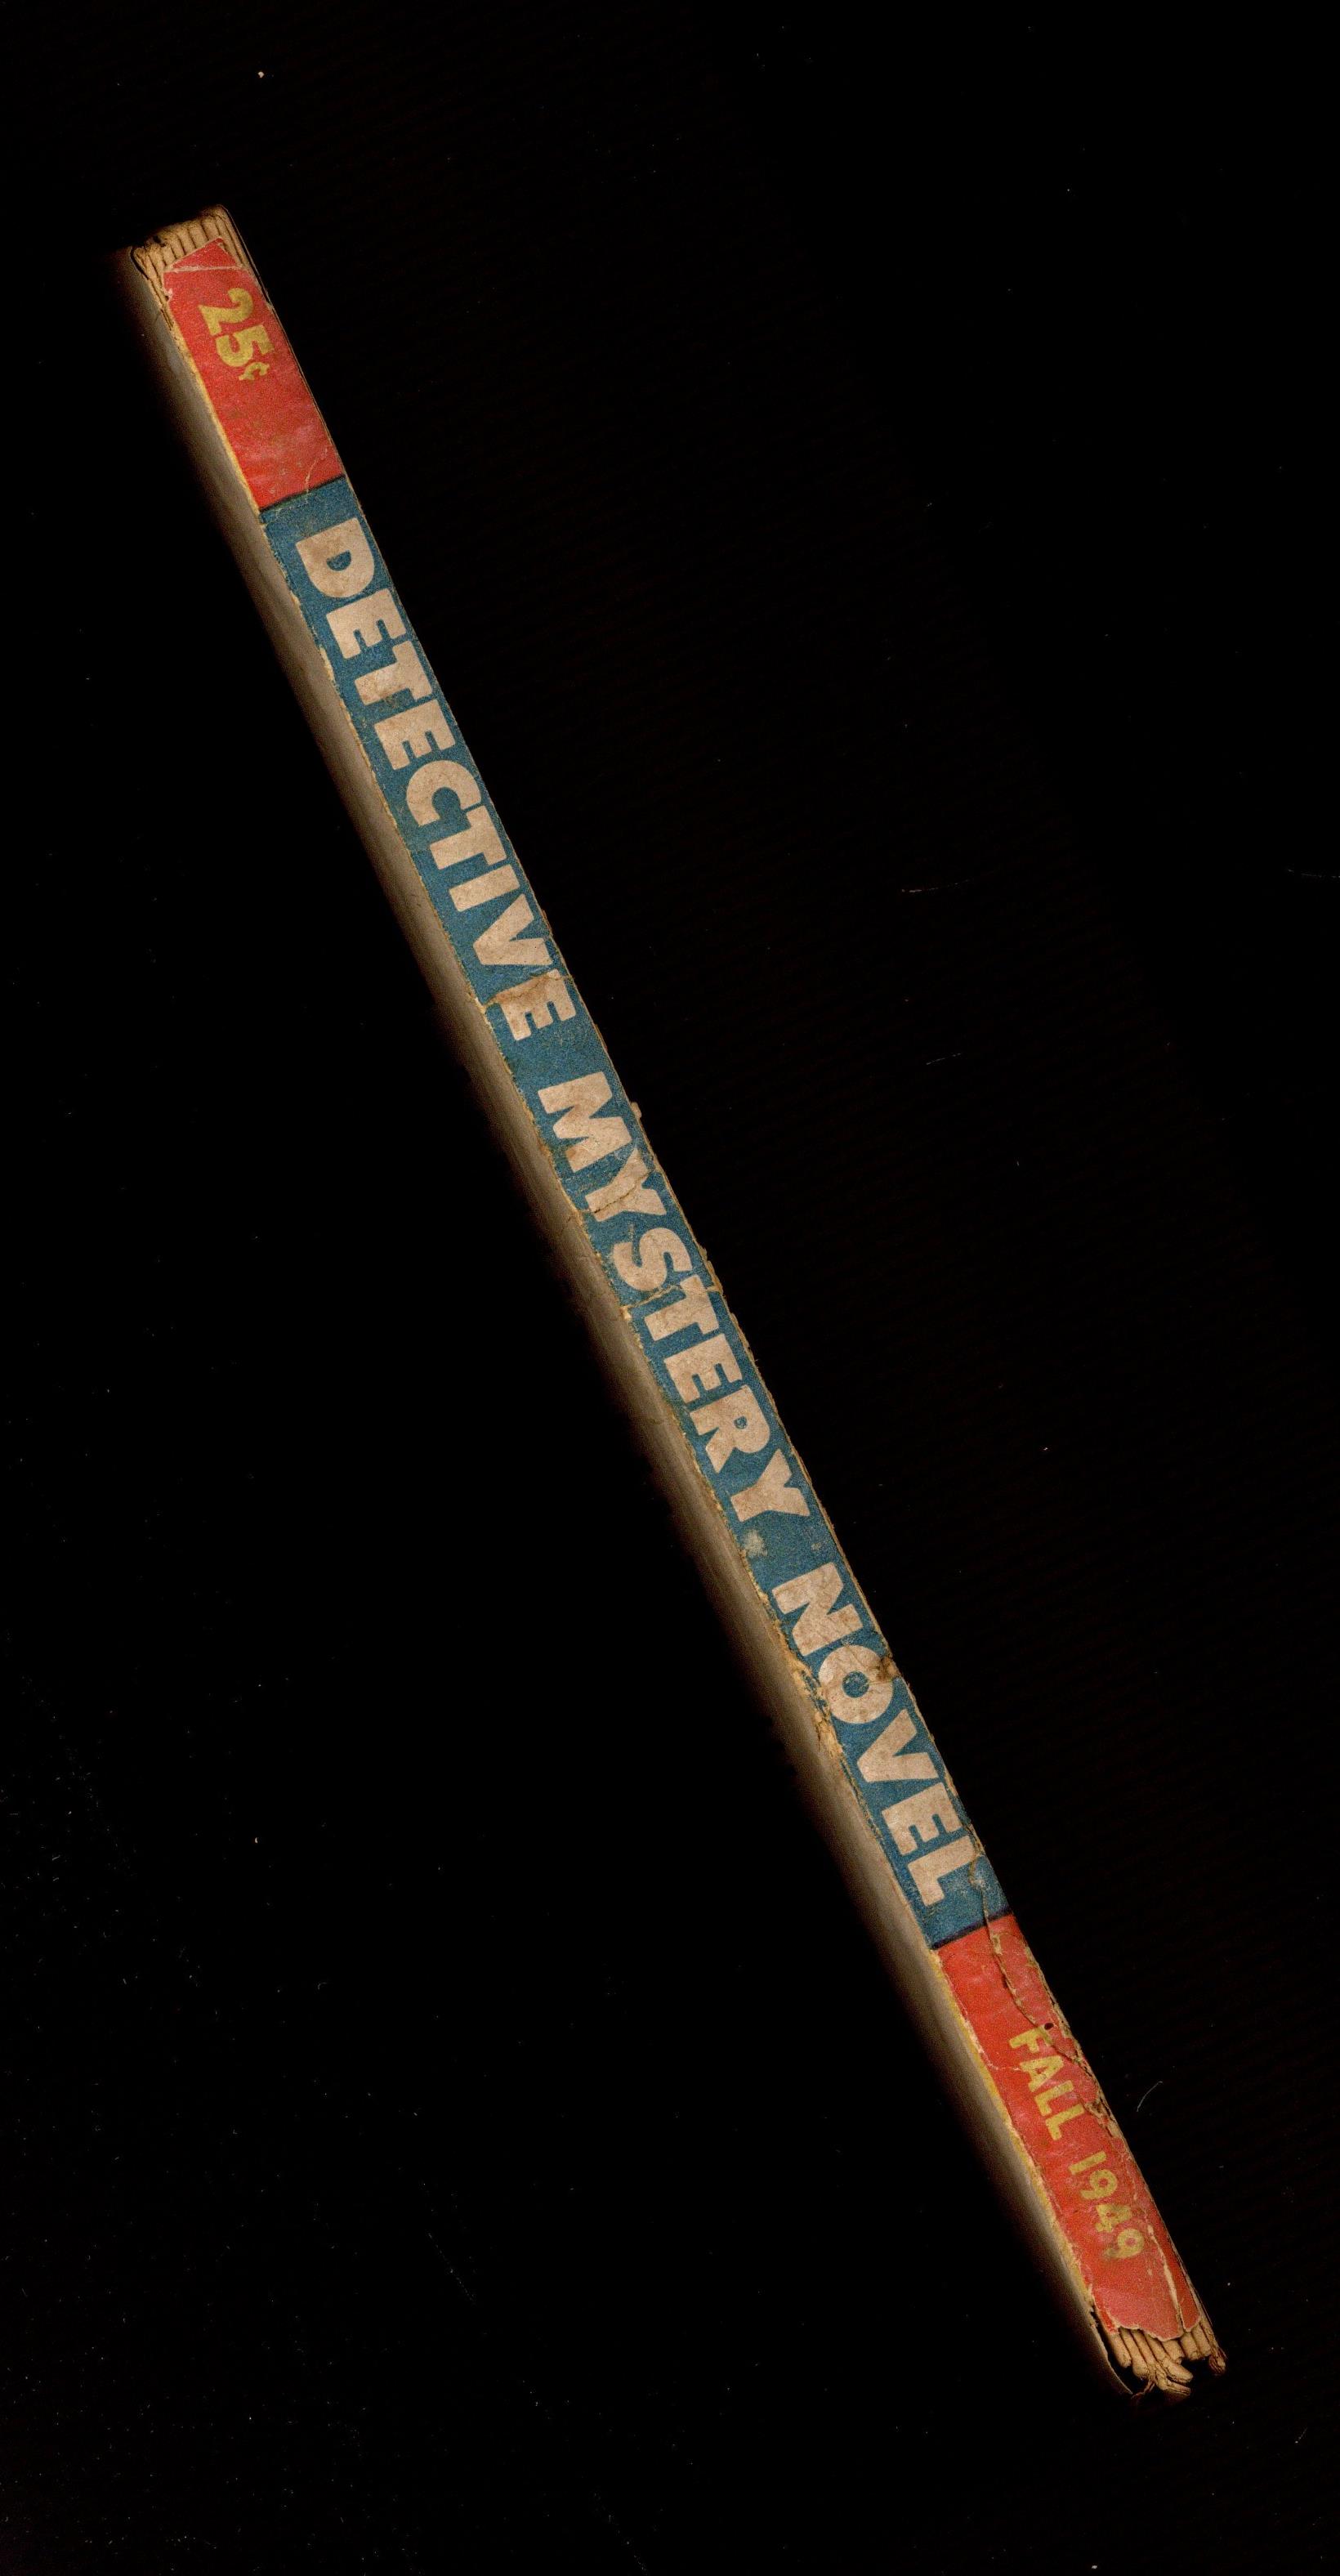 25¢
DETECTIVE MYSTERY NOVEL
FALL 1949